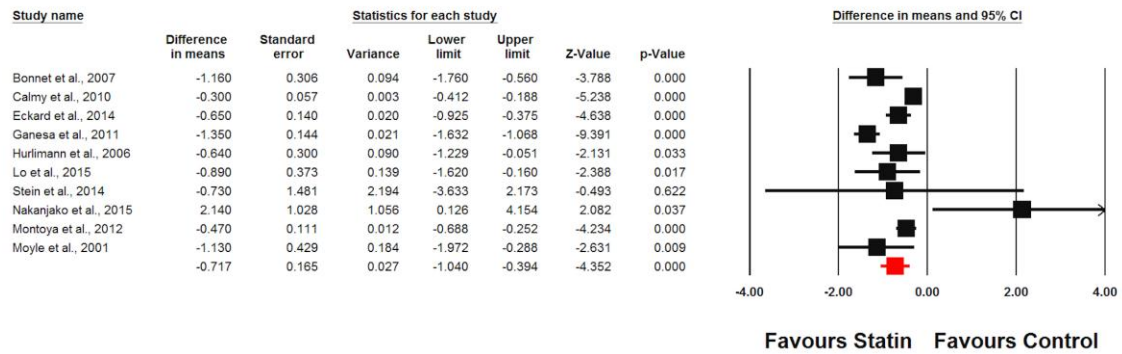 Study name Statistics for each study Difference in means and 95% CI
Difference in means Standard error Variance Lower limit Upper limit Z-Value p-Value
Bonnet et al., 2007 -1.160 0.306 0.094 -1.760 -0.560 -3.788 0.000
Calmy et al., 2010 -0.300 0.057 0.003 -0.412 -0.188 -5.238 0.000
Eckard et al., 2014 -0.650 0.140 0.020 -0.925 -0.375 -4.638 0.000
Ganesa et al., 2011 -1.350 0.144 0.021 -1.632 -1.068 -9.391 0.000
Hurlimann et al., 2006 -0.640 0.300 0.090 -1.229 -0.051 -2.131 0.033
Lo et al., 2015 -0.890 0.373 0.139 -1.620 -0.160 -2.388 0.017
Stein et al., 2014 -0.730 1.481 2.194 -3.633 2.173 -0.493 0.622
Nakanjako et al., 2015 2.140 1.028 1.056 0.126 4.154 2.082 0.037
Montoya et al., 2012 -0.470 0.111 0.012 -0.688 -0.252 -4.234 0.000
Moyle et al., 2001 -1.130 0.429 0.184 -1.972 -0.288 -2.631 0.009
-0.717 0.165 0.027 -1.040 -0.394 -4.352 0.000
-4.00 -2.00 0.00 2.00 4.00
Favours Statin Favours Control